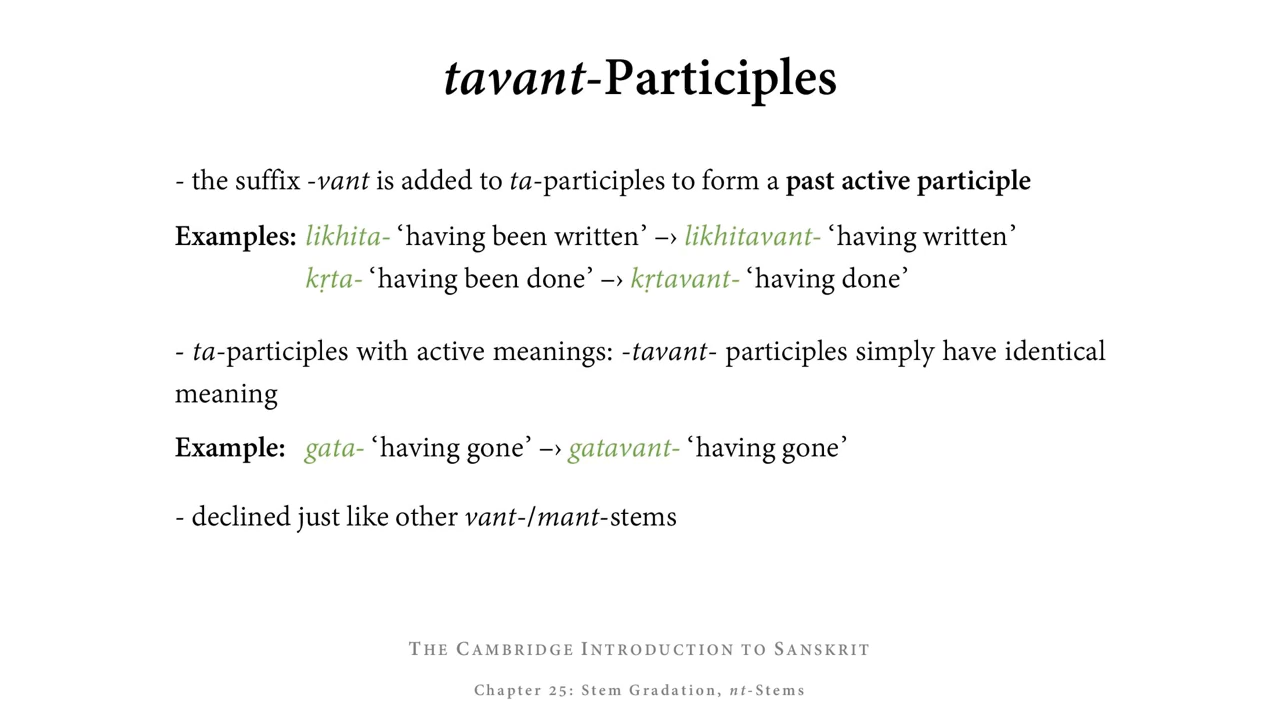 tavant-Participles
- the suffix -vant is added to ta-participles to form a past active participle
Examples: likhita- ‘having been written’ –› likhitavant- ‘having written’
kṛta- ‘having been done’ –› kṛtavant- ‘having done’
- ta-participles with active meanings: -tavant- participles simply have identical
meaning
Example: gata- ‘having gone’ –› gatavant- ‘having gone’
- declined just like other vant-/mant-stems
The Cambridge Introduction to Sanskrit
Chapter 25: Stem Gradation, nt-Stems